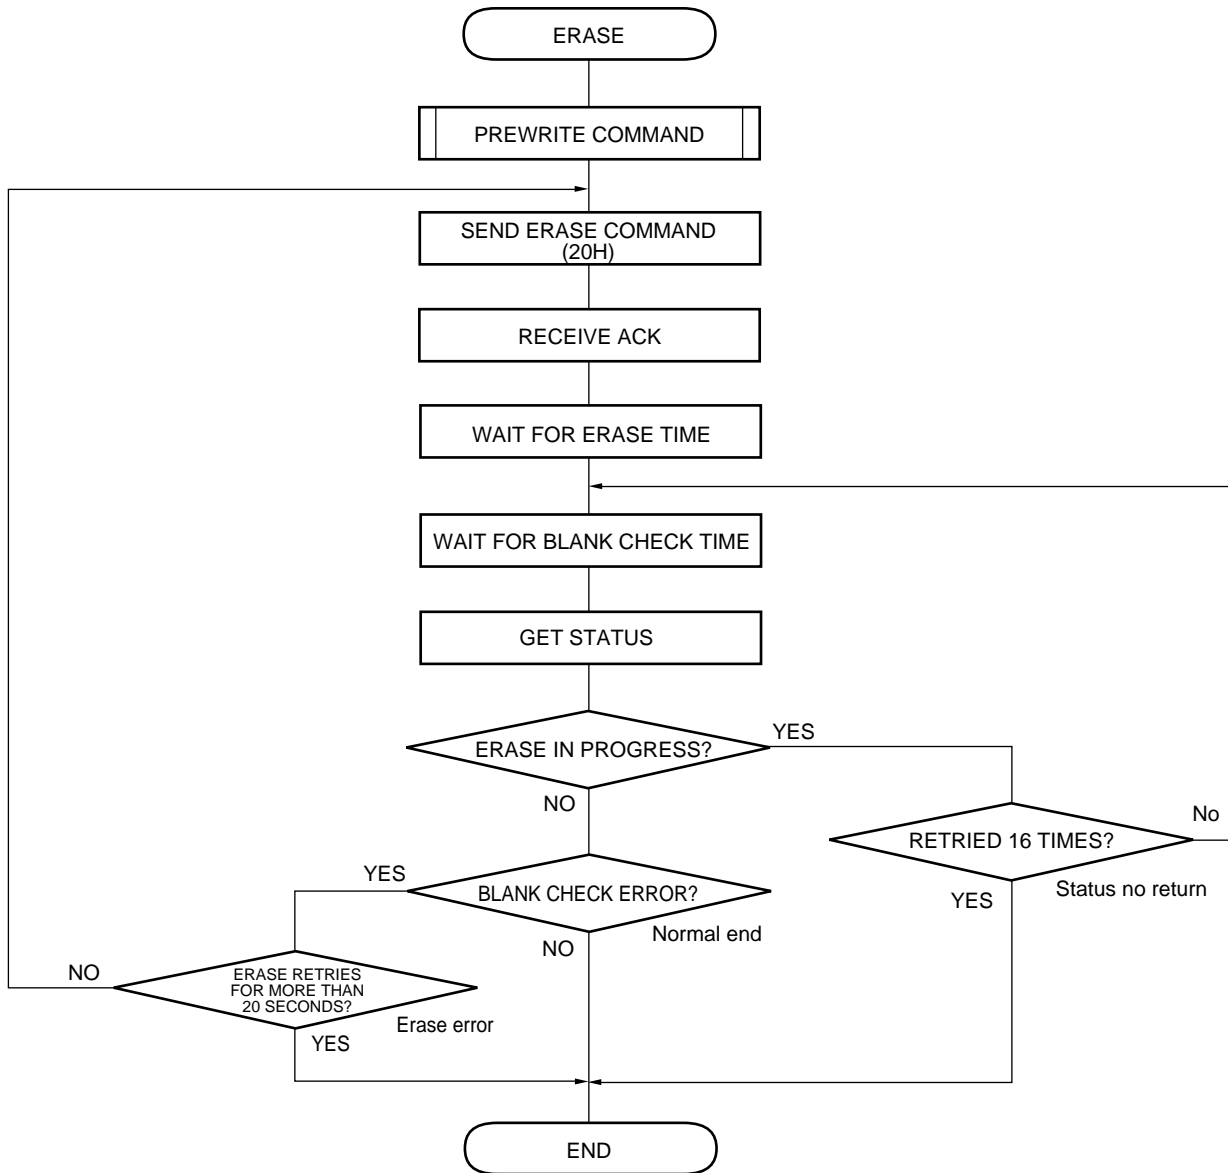 ERASE
PREWRITE COMMAND
SEND ERASE COMMAND
(20H)
RECEIVE ACK
WAIT FOR ERASE TIME
WAIT FOR BLANK CHECK TIME
GET STATUS
ERASE IN PROGRESS?
YES
NO
RETRIED 16 TIMES?
No
YES
Status no return
BLANK CHECK ERROR?
YES
NO
Normal end
ERASE RETRIES
FOR MORE THAN
20 SECONDS?
NO
YES
Erase error
END